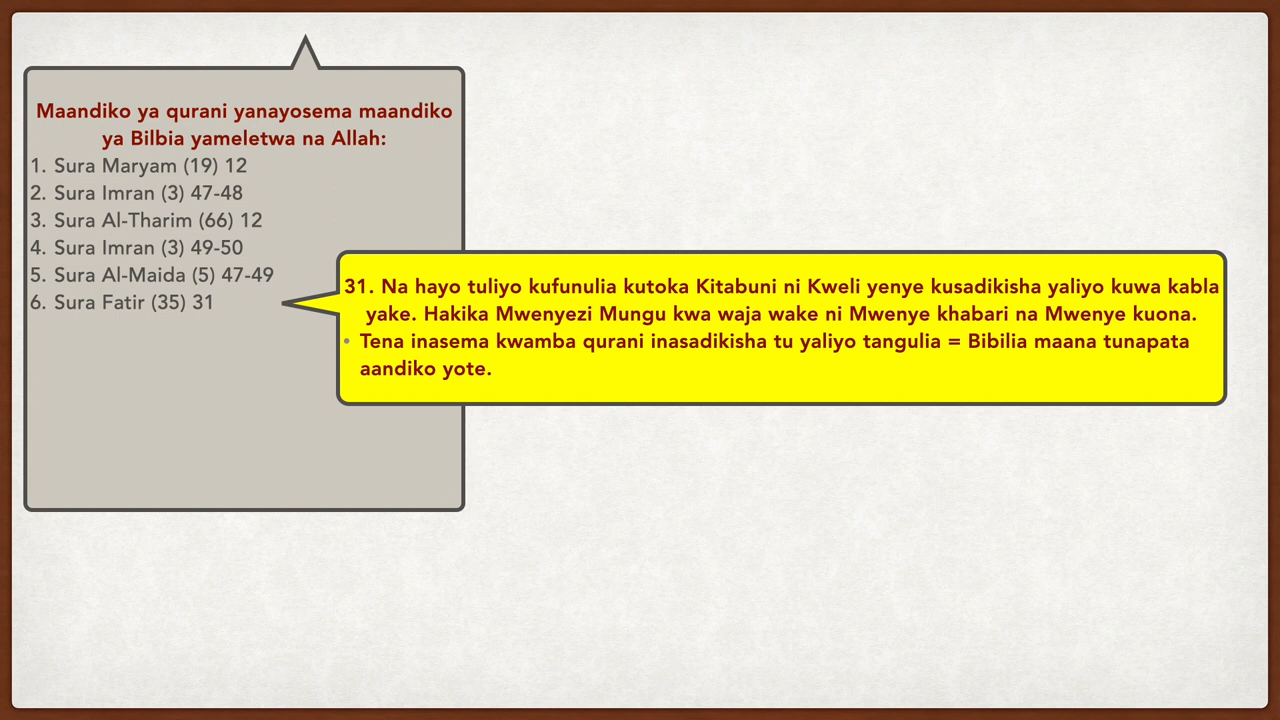 Maandiko ya qurani yanayosema maandiko
ya Bilbia yameletwa na Allah:
1. Sura Maryam (19) 12
2. Sura Imran (3) 47-48
3. Sura Al-Tharim (66) 12
4. Sura Imran (3) 49-50
5. Sura Al-Maida (5) 47-49
6. Sura Fatir (35) 31
31. Na hayo tuliyo kufunulia kutoka Kitabuni ni Kweli yenye kusadikisha yaliyo kuwa kabla
yake. Hakika Mwenyezi Mungu kwa waja wake ni Mwenye khabari na Mwenye kuona.
• Tena inasema kwamba qurani inasadikisha tu yaliyo tangulia = Bibilia maana tunapata
aandiko yote.